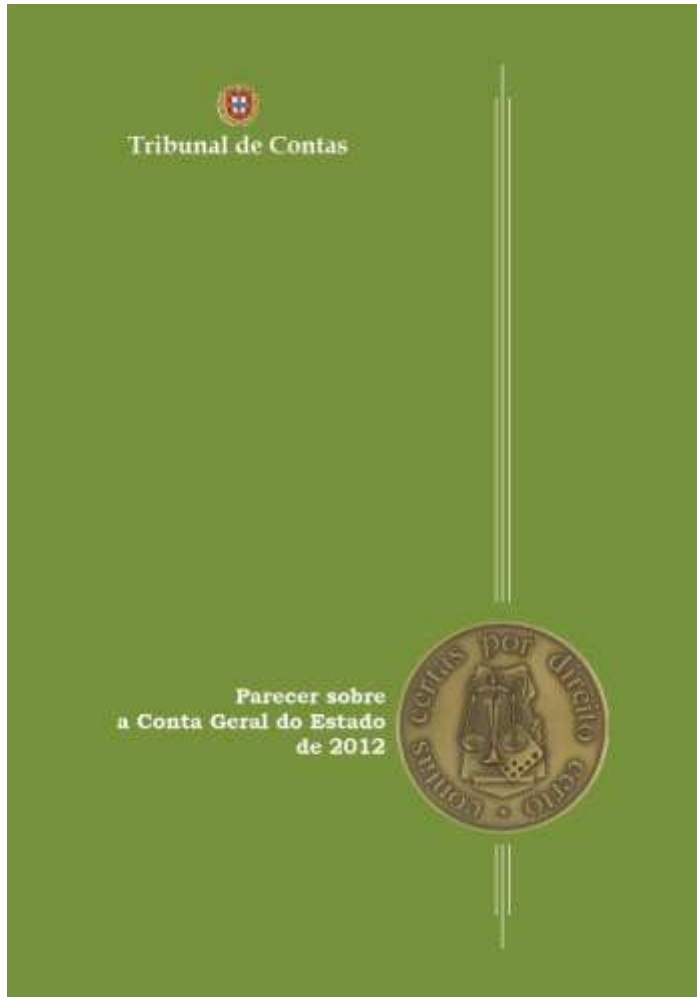 Tribunal de Contas
Parecer sobre
a Conta Geral do Estado
de 2012
contas certas por direito certo